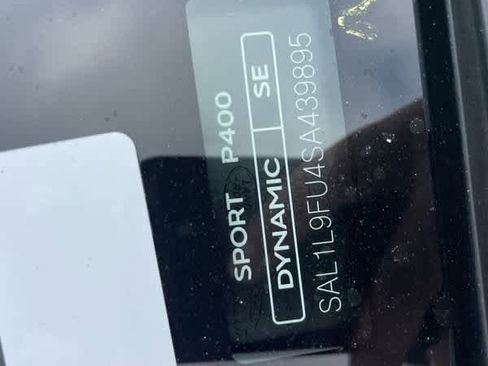 SPORT P400
DYNAMIC SE
SAL1L9FU4SA439895